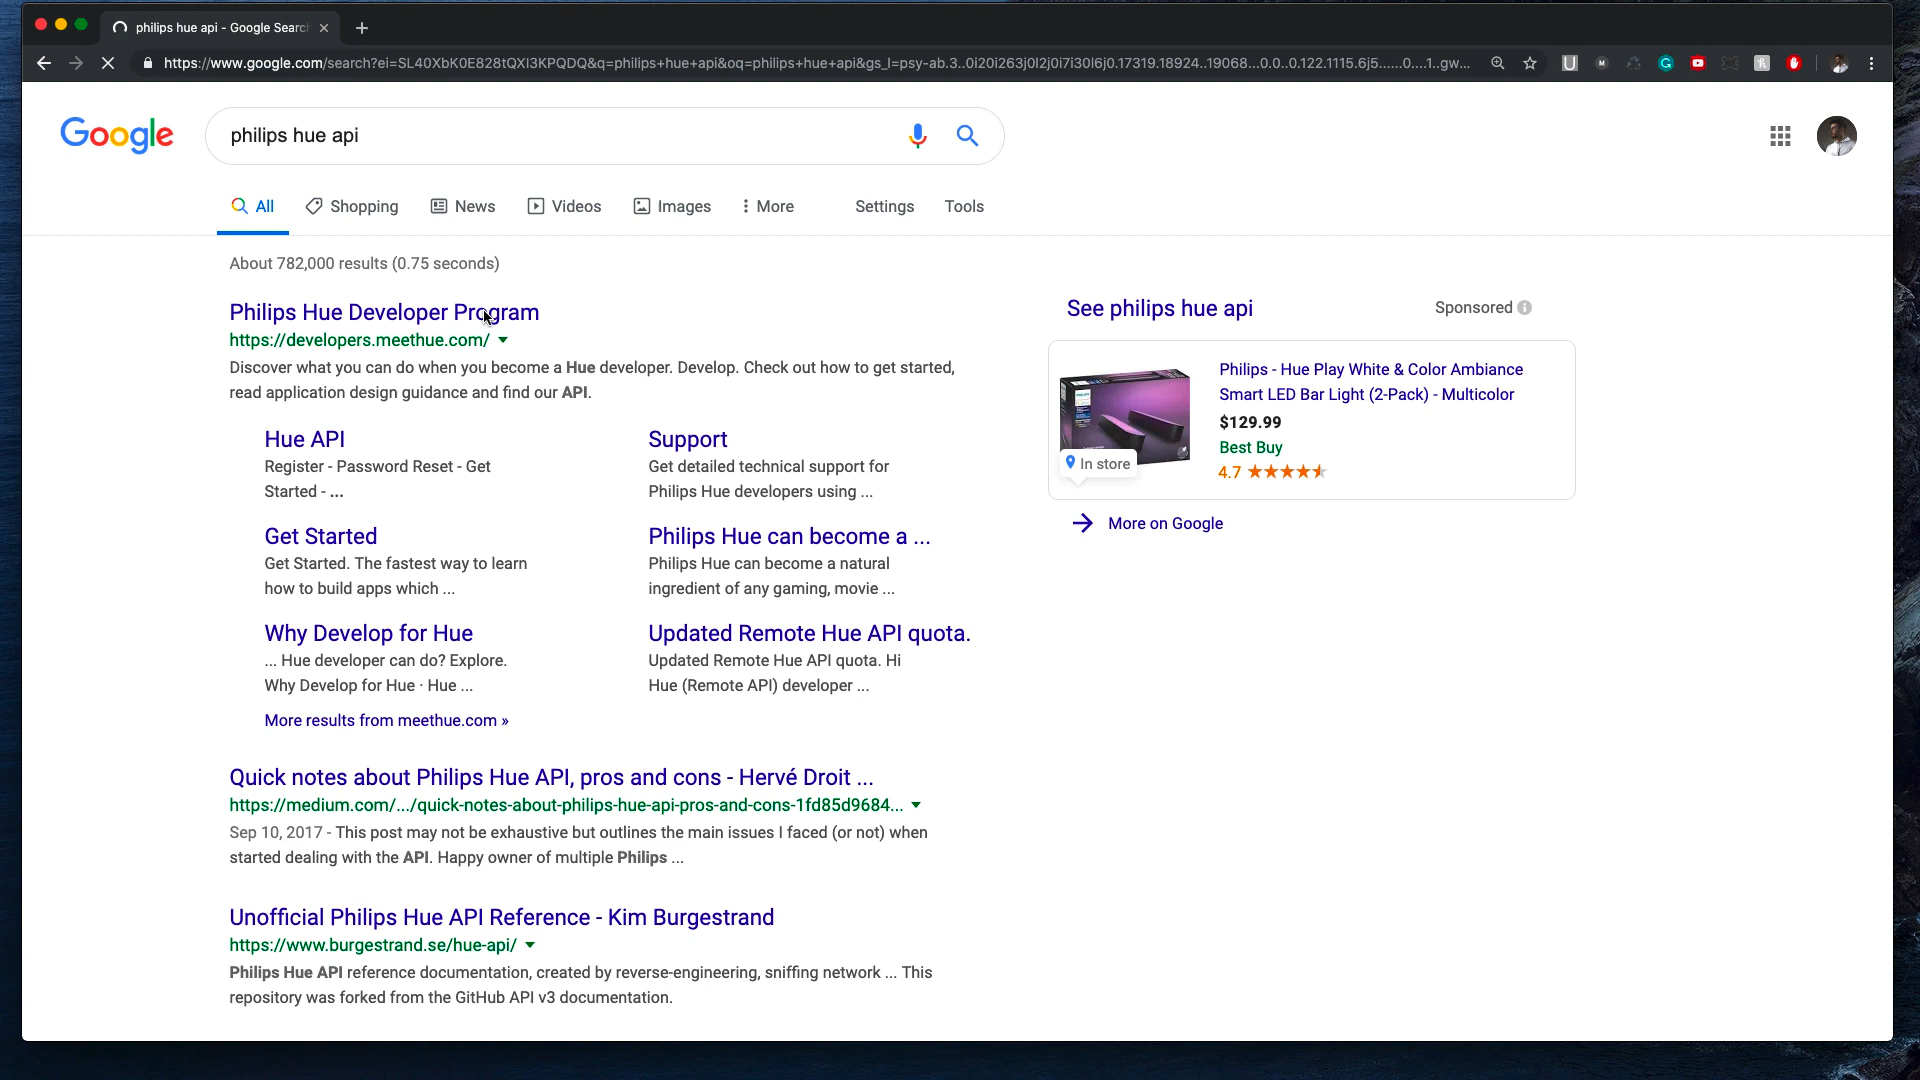 philips hue api - Google Search
https://www.google.com/search?ei=SL40XbK0E828tQXI3KPQDQ&q=philips+hue+api&oq=philips+hue+api&gs_l=psy-ab.3..0i20i263j0l2j0i7i30l6j0.17319.18924..19068...0.0..0.122.1115.6j5......0....1..gw...
Google
philips hue api
All Shopping News Videos Images More Settings Tools
About 782,000 results (0.75 seconds)
Philips Hue Developer Program
https://developers.meethue.com/
Discover what you can do when you become a Hue developer. Develop. Check out how to get started,
read application design guidance and find our API.
Hue API
Register - Password Reset - Get
Started - ...
Support
Get detailed technical support for
Philips Hue developers using ...
Get Started
Get Started. The fastest way to learn
how to build apps which ...
Philips Hue can become a ...
Philips Hue can become a natural
ingredient of any gaming, movie ...
Why Develop for Hue
... Hue developer can do? Explore.
Why Develop for Hue · Hue ...
Updated Remote Hue API quota.
Updated Remote Hue API quota. Hi
Hue (Remote API) developer ...
More results from meethue.com »
Quick notes about Philips Hue API, pros and cons - Hervé Droit ...
https://medium.com/.../quick-notes-about-philips-hue-api-pros-and-cons-1fd85d9684...
Sep 10, 2017 - This post may not be exhaustive but outlines the main issues I faced (or not) when
started dealing with the API. Happy owner of multiple Philips ...
Unofficial Philips Hue API Reference - Kim Burgestrand
https://www.burgestrand.se/hue-api/
Philips Hue API reference documentation, created by reverse-engineering, sniffing network ... This
repository was forked from the GitHub API v3 documentation.
See philips hue api
Sponsored
Philips - Hue Play White & Color Ambiance
Smart LED Bar Light (2-Pack) - Multicolor
$129.99
Best Buy
4.7
In store
More on Google